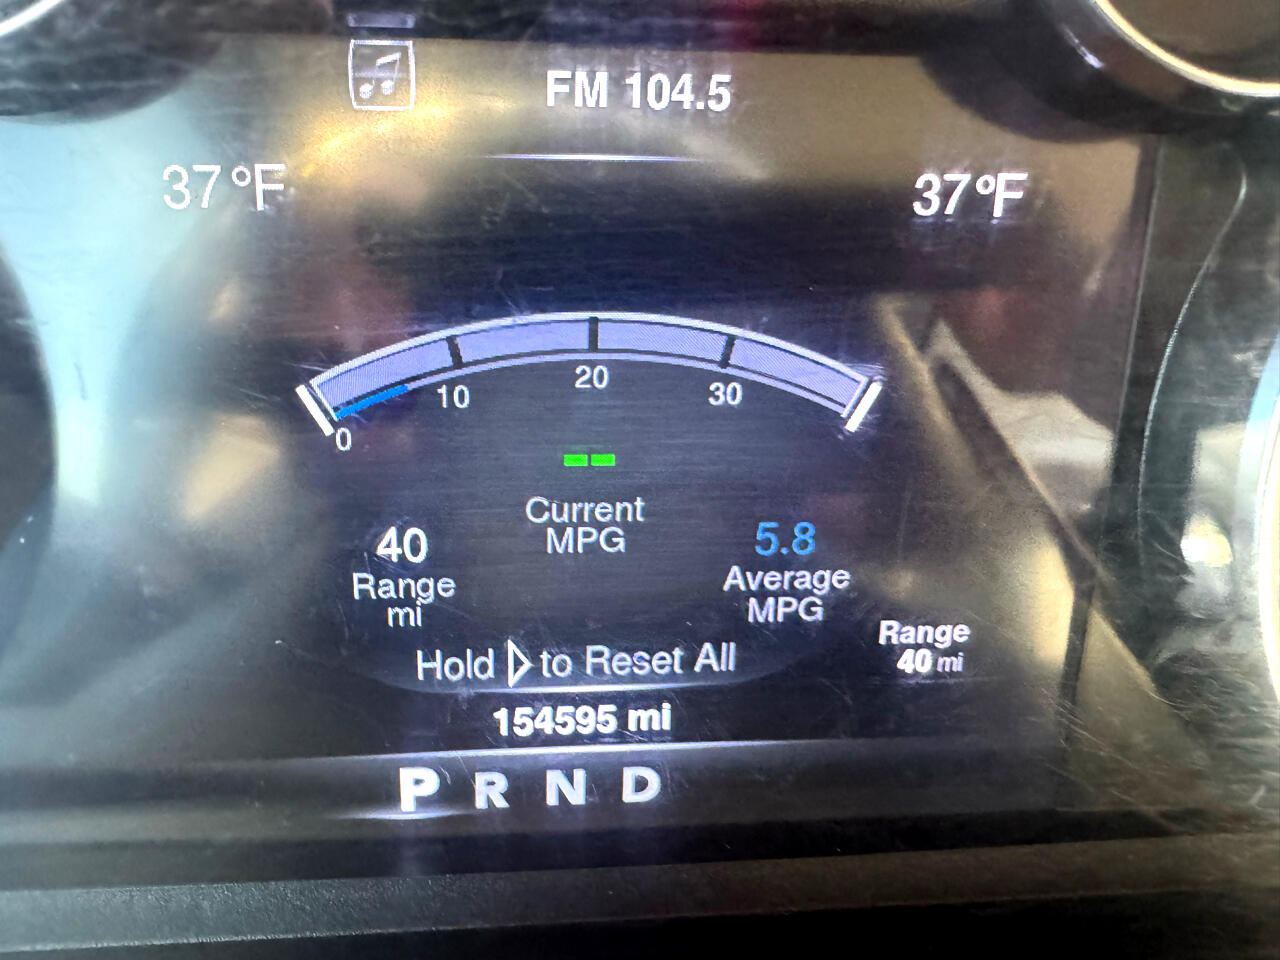 FM 104.5
37°F
37°F
0
10
20
30
--
Current
MPG
40
Range
mi
5.8
Average
MPG
Range
40 mi
Hold ▷ to Reset All
154595 mi
P R N D